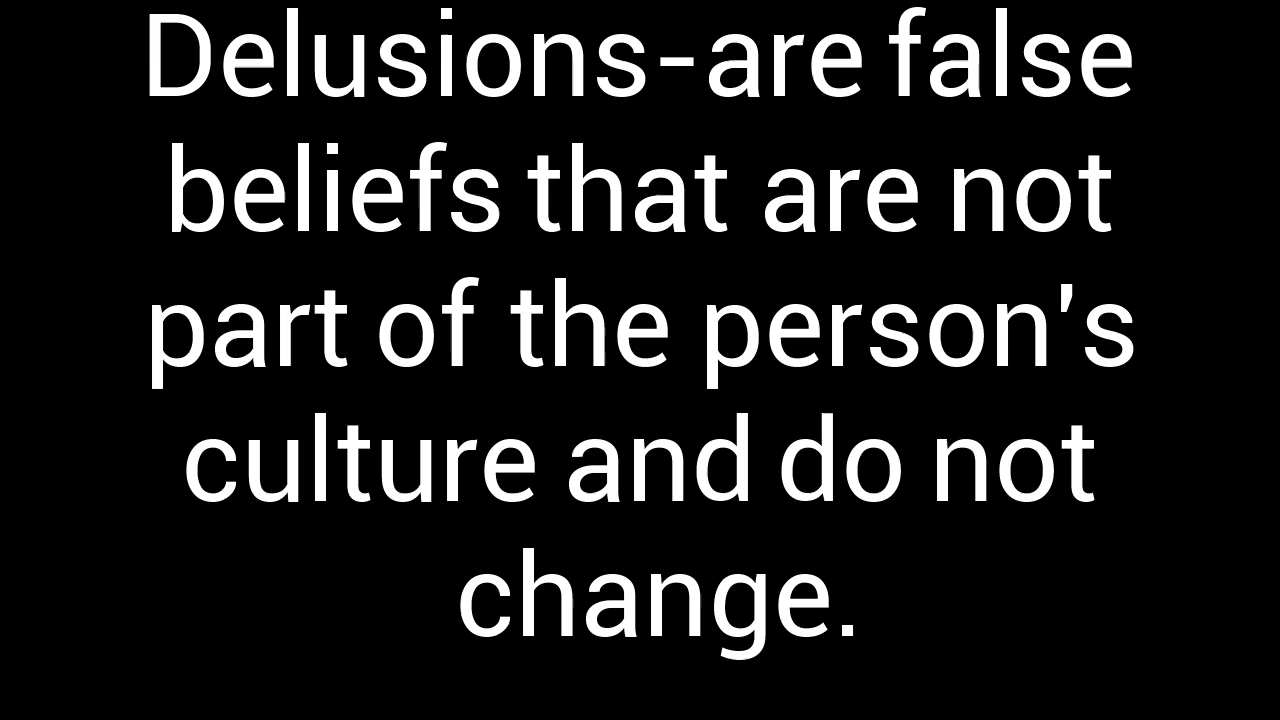 Delusions-are false
beliefs that are not
part of the person's
culture and do not
change.